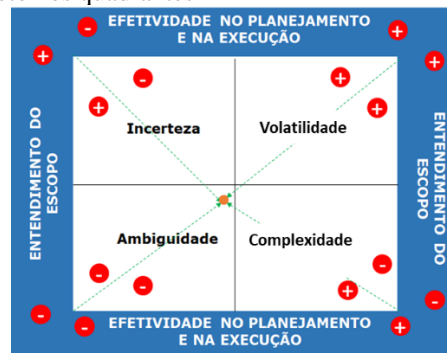 EFETIVIDADE NO PLANEJAMENTO
E NA EXECUÇÃO
ENTENDIMENTO DO
ESCOPO
Incerteza
Volatilidade
ENTENDIMENTO DO
ESCOPO
Ambiguidade
Complexidade
EFETIVIDADE NO PLANEJAMENTO
E NA EXECUÇÃO